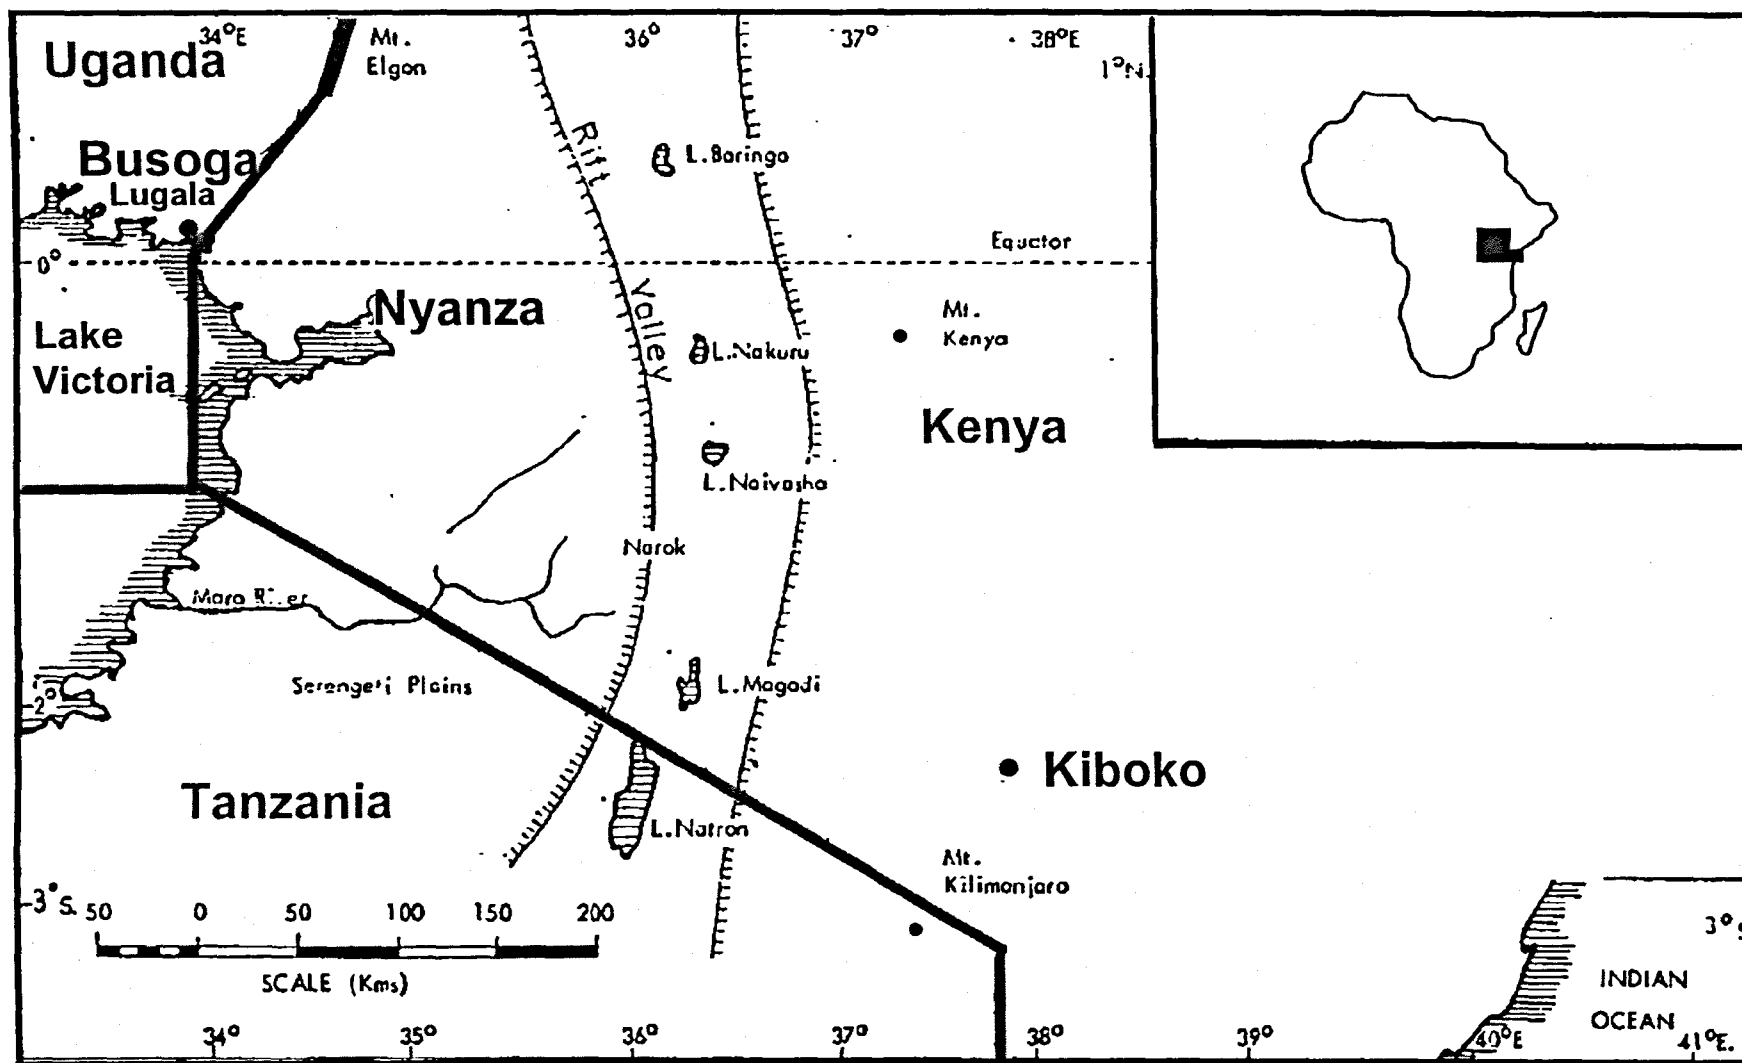 34°E
36°
37°
38°E
Mt.
Elgon
Uganda
1°N.
Busoga
Lugala
Rift
L.Baringo
Equator
0°
Valley
Nyanza
Lake
Victoria
L.Nakuru
Mt.
Kenya
Kenya
L.Naivasha
Narok
Mara River
Serengeti Plains
L.Magadi
2°
Kiboko
Tanzania
L.Natron
Mt.
Kilimanjaro
3°S.
50 0 50 100 150 200
SCALE (Kms)
3°S
INDIAN
OCEAN
34°
35°
36°
37°
38°
39°
40°E
41°E.